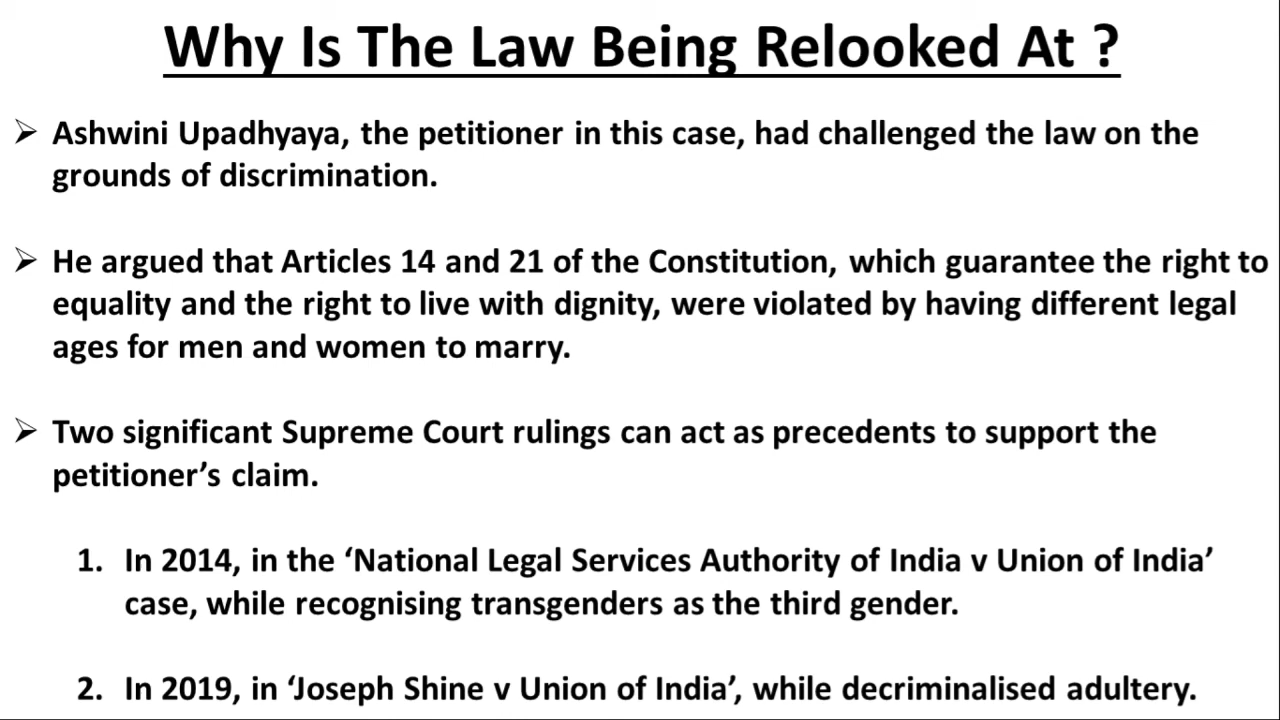 Why Is The Law Being Relooked At ?
➢ Ashwini Upadhyaya, the petitioner in this case, had challenged the law on the
grounds of discrimination.
➢ He argued that Articles 14 and 21 of the Constitution, which guarantee the right to
equality and the right to live with dignity, were violated by having different legal
ages for men and women to marry.
➢ Two significant Supreme Court rulings can act as precedents to support the
petitioner’s claim.
1. In 2014, in the ‘National Legal Services Authority of India v Union of India’
case, while recognising transgenders as the third gender.
2. In 2019, in ‘Joseph Shine v Union of India’, while decriminalised adultery.